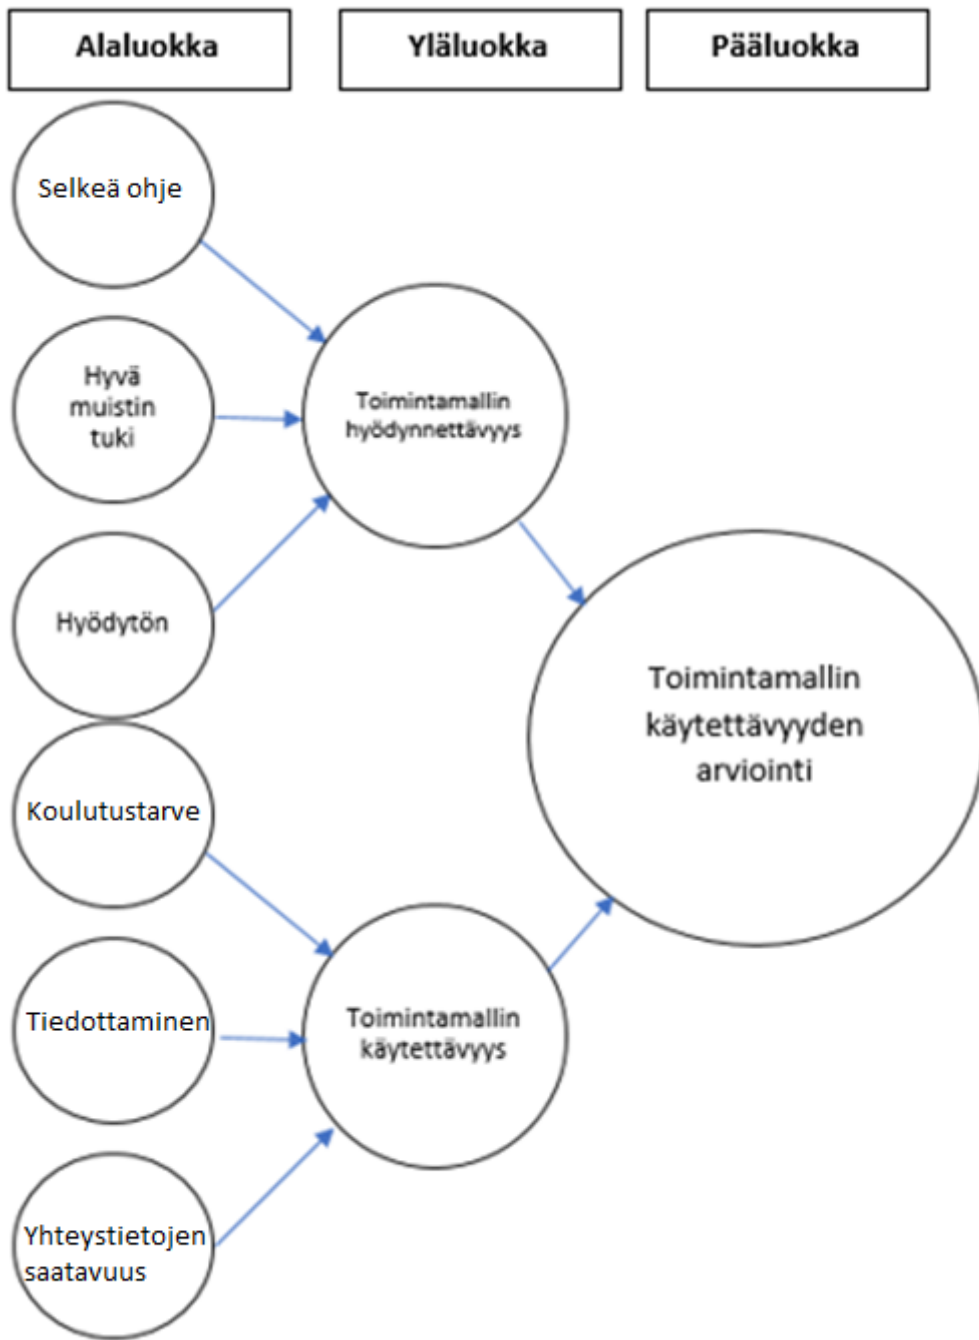 Alaluokka
Yläluokka
Pääluokka
Selkeä ohje
Hyvä
muistin
tuki
Hyödytön
Koulutustarve
Tiedottaminen
Yhteystietojen
saatavuus
Toimintamallin
hyödynnettävyys
Toimintamallin
käytettävyys
Toimintamallin
käytettävyyden
arviointi